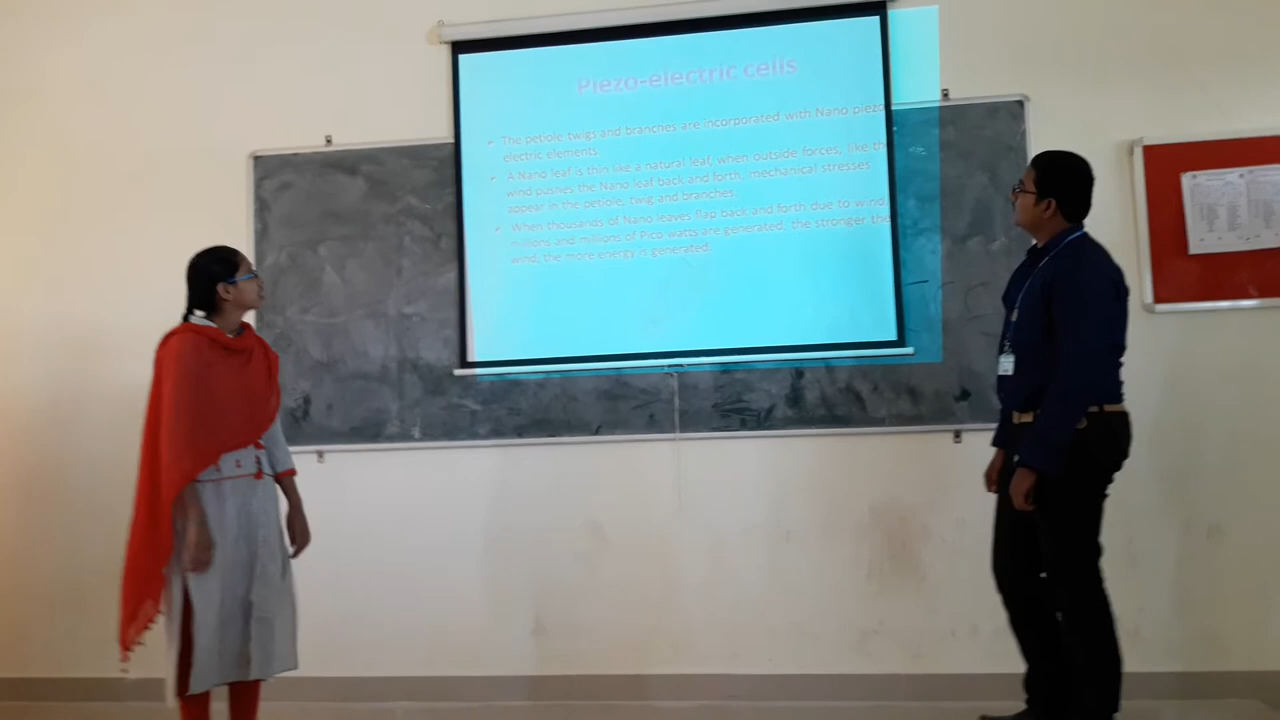 Piezo-electric cells
The petiole twigs and branches are incorporated with Nano piezo
electric elements.
A Nano leaf is thin like a natural leaf, when outside forces, like th
wind pushes the Nano leaf back and forth, mechanical stresses
appear in the petiole, twig and branches.
When thousands of Nano leaves flap back and forth due to wind,
millions and millions of Pico watts are generated, the stronger the
wind, the more energy is generated.